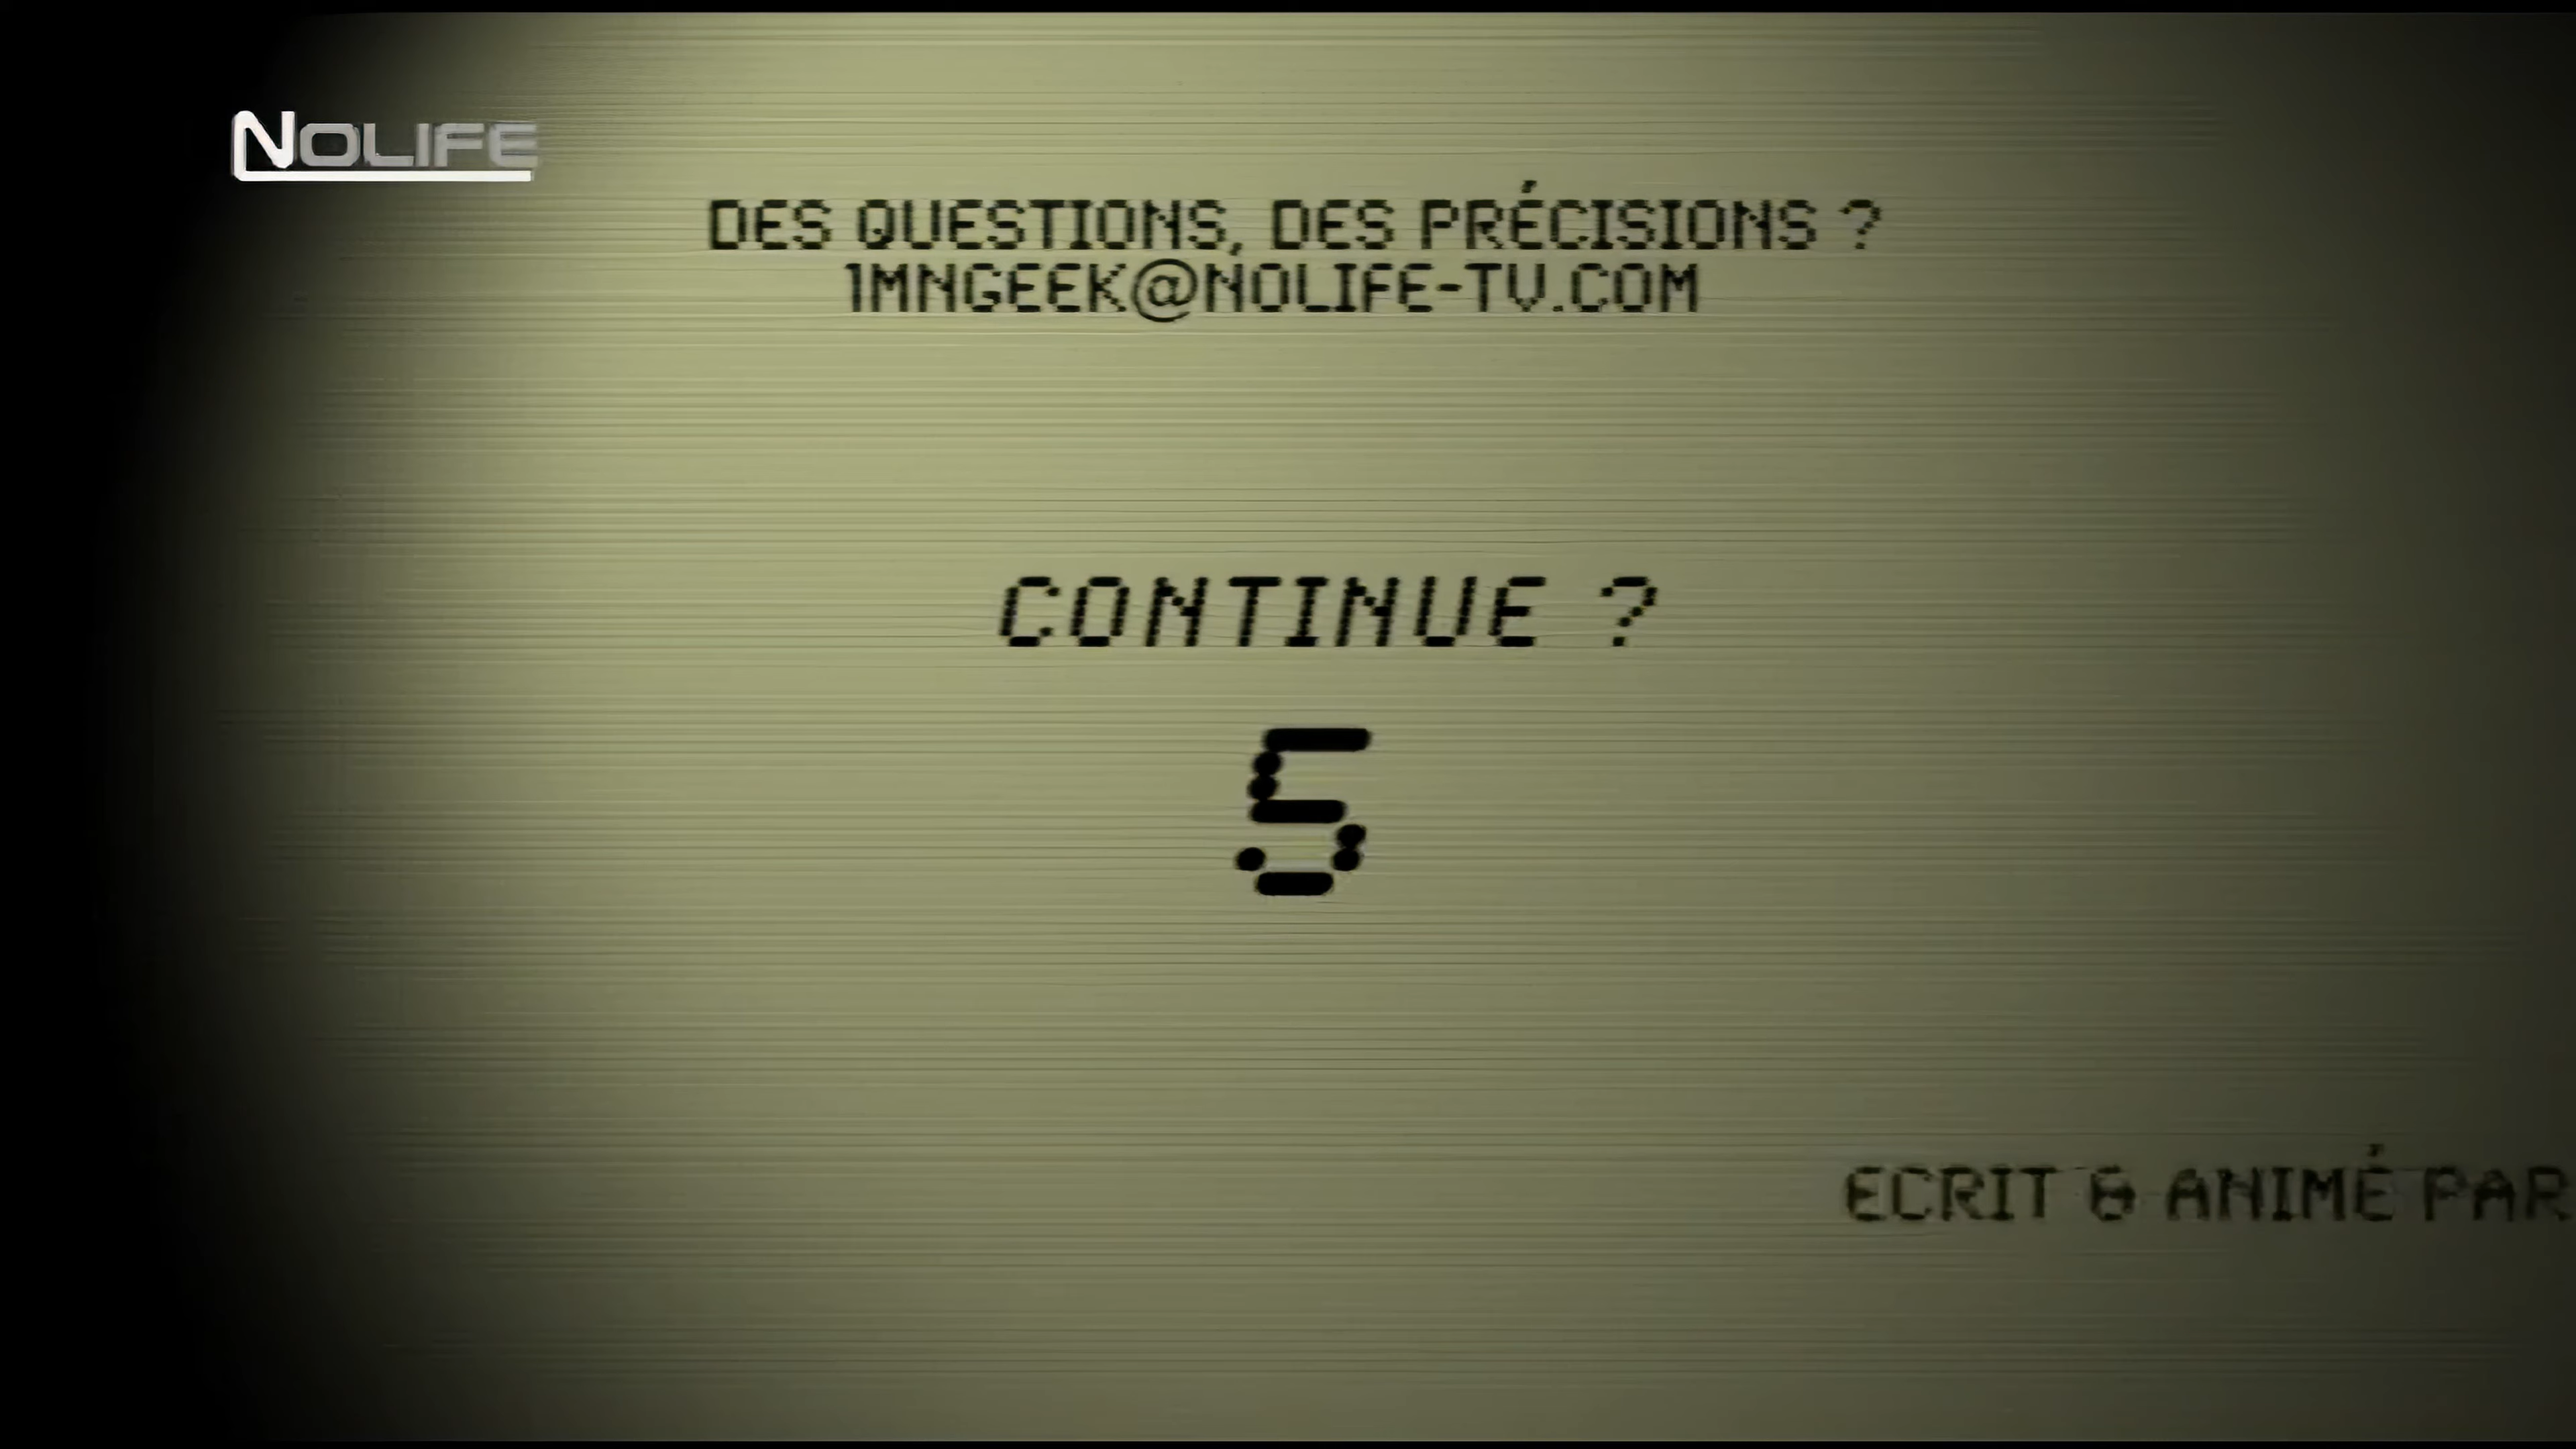 NOLIFE
DES QUESTIONS, DES PRÉCISIONS ?
1MNGEEK@NOLIFE-TV.COM
CONTINUE ?
5
ECRIT & ANIMÉ PAR